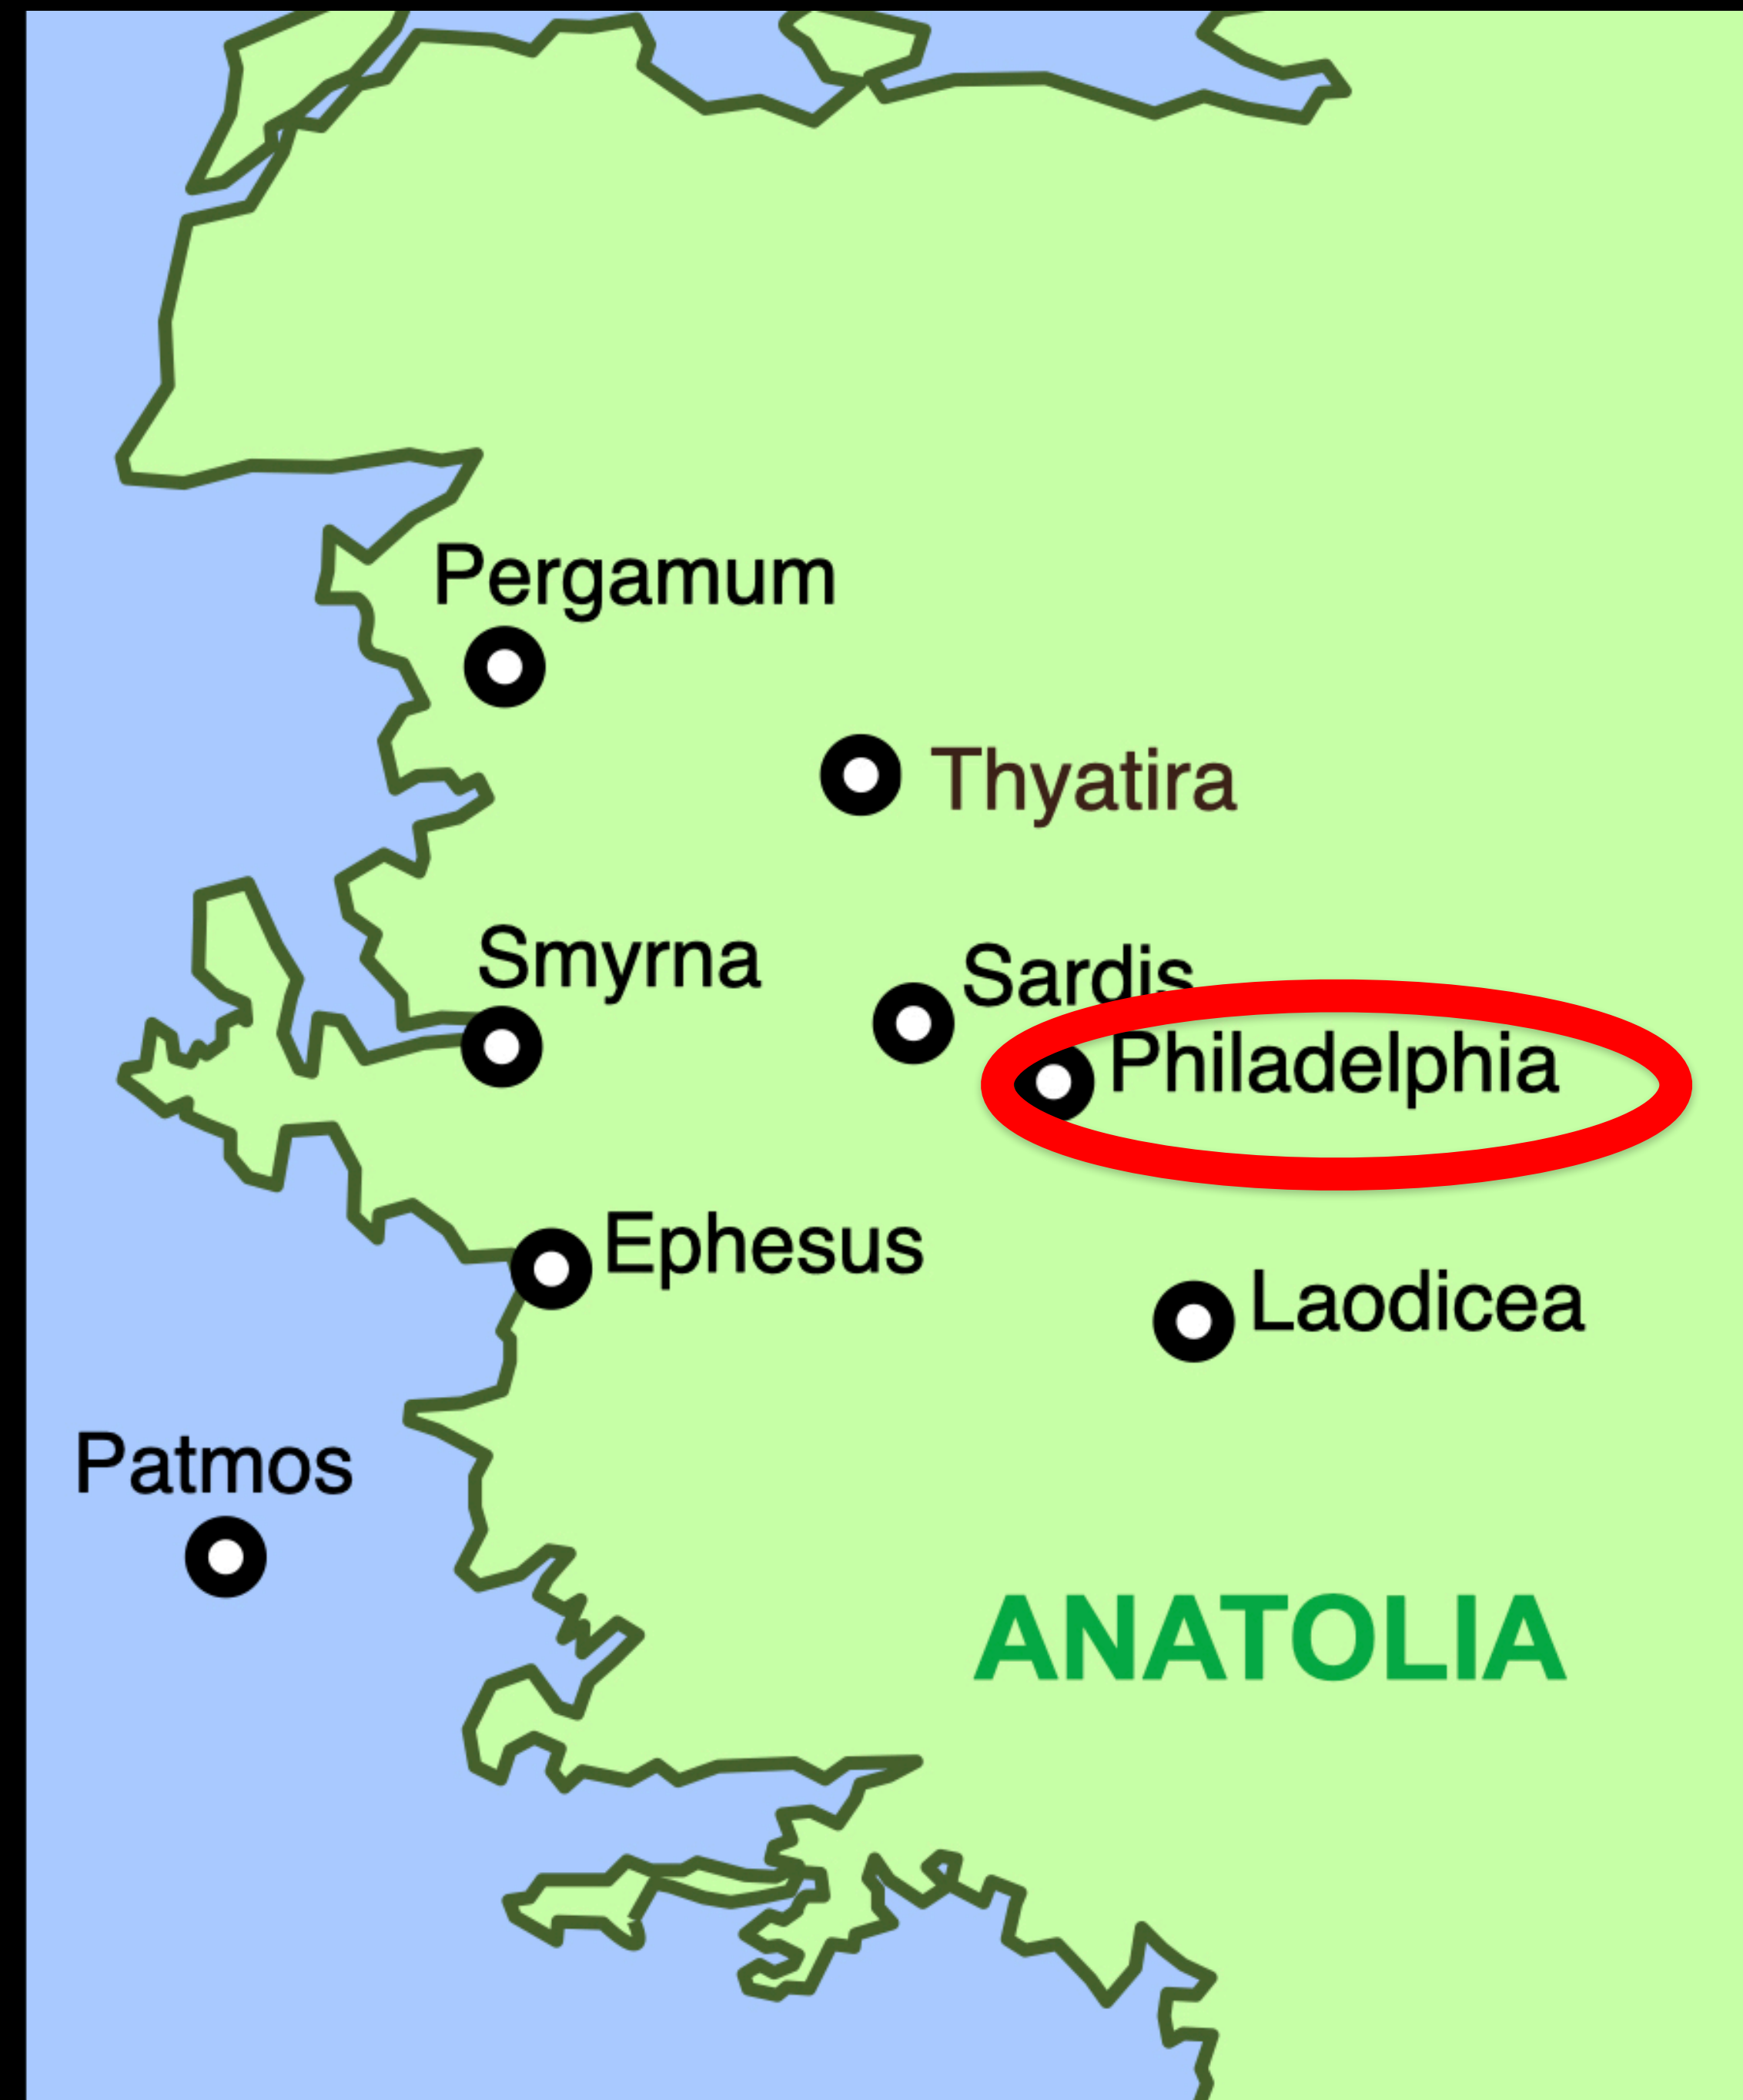 Pergamum
Thyatira
Smyrna
Sardis
Philadelphia
Ephesus
Laodicea
Patmos
ANATOLIA